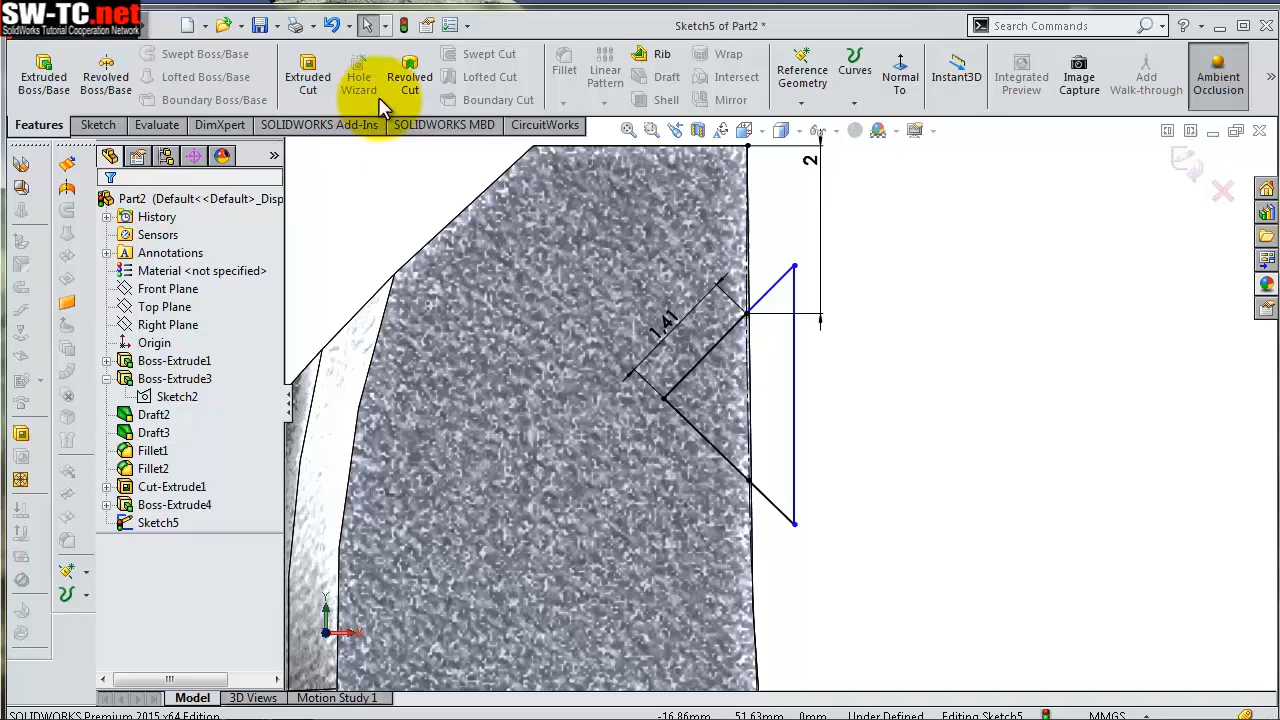 SW-TC.net
SolidWorks Tutorial Cooperation Network
Sketch5 of Part2 *
Search Commands
?
Extruded Boss/Base
Revolved Boss/Base
Swept Boss/Base
Lofted Boss/Base
Boundary Boss/Base
Extruded Cut
Hole Wizard
Revolved Cut
Swept Cut
Lofted Cut
Boundary Cut
Fillet
Linear Pattern
Rib
Draft
Shell
Wrap
Intersect
Mirror
Reference Geometry
Curves
Normal To
Instant3D
Integrated Preview
Image Capture
Add Walk-through
Ambient Occlusion
Features
Sketch
Evaluate
DimXpert
SOLIDWORKS Add-Ins
SOLIDWORKS MBD
CircuitWorks
Part2 (Default<<Default>_Disp
History
Sensors
Annotations
Material <not specified>
Front Plane
Top Plane
Right Plane
Origin
Boss-Extrude1
Boss-Extrude3
Sketch2
Draft2
Draft3
Fillet1
Fillet2
Cut-Extrude1
Boss-Extrude4
Sketch5
2
1.41
Y
X
Model
3D Views
Motion Study 1
SOLIDWORKS Premium 2015 x64 Edition
-16.86mm
51.63mm
0mm
Under Defined
Editing Sketch5
MMGS